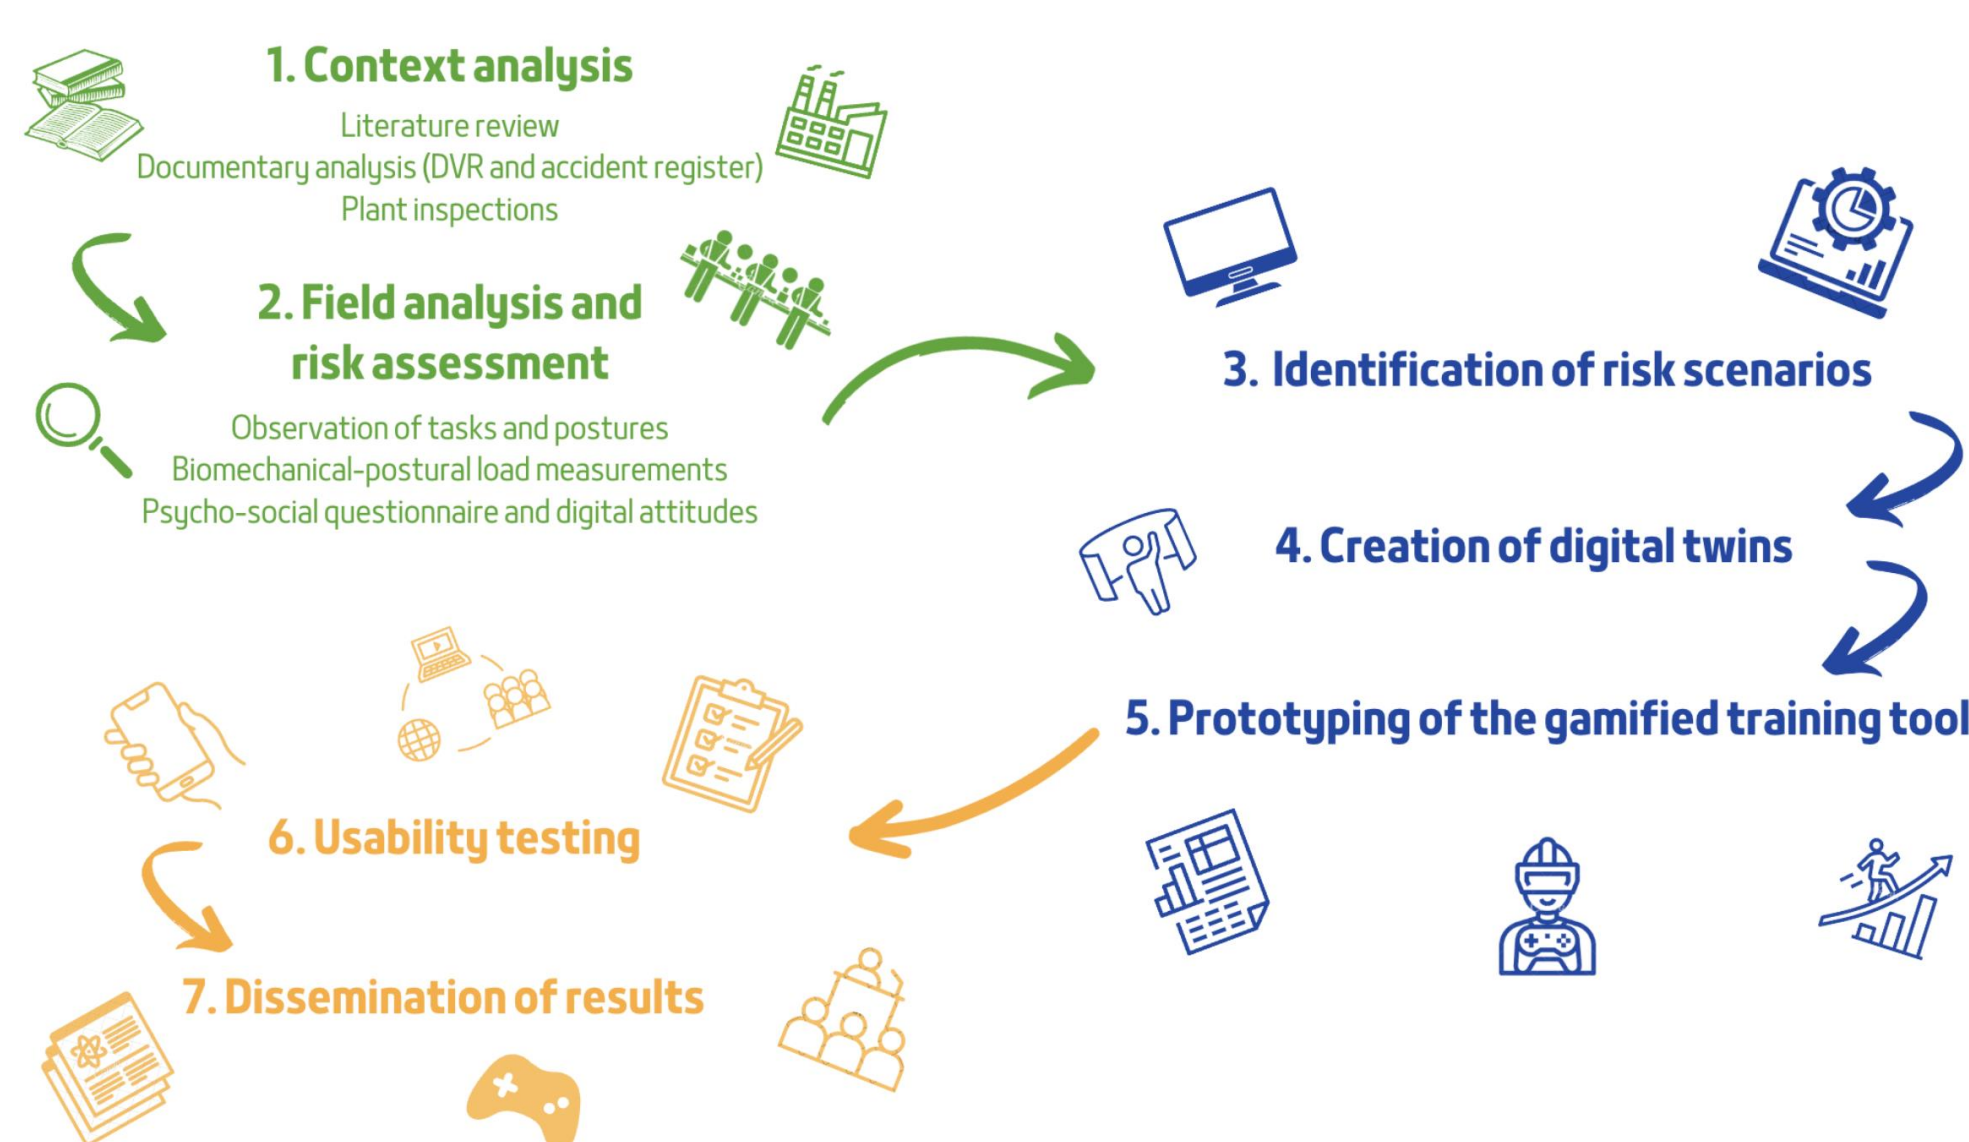 1. Context analysis
Literature review
Documentary analysis (DVR and accident register)
Plant inspections
2. Field analysis and
risk assessment
Observation of tasks and postures
Biomechanical-postural load measurements
Psycho-social questionnaire and digital attitudes
3. Identification of risk scenarios
4. Creation of digital twins
5. Prototyping of the gamified training tool
6. Usability testing
7. Dissemination of results